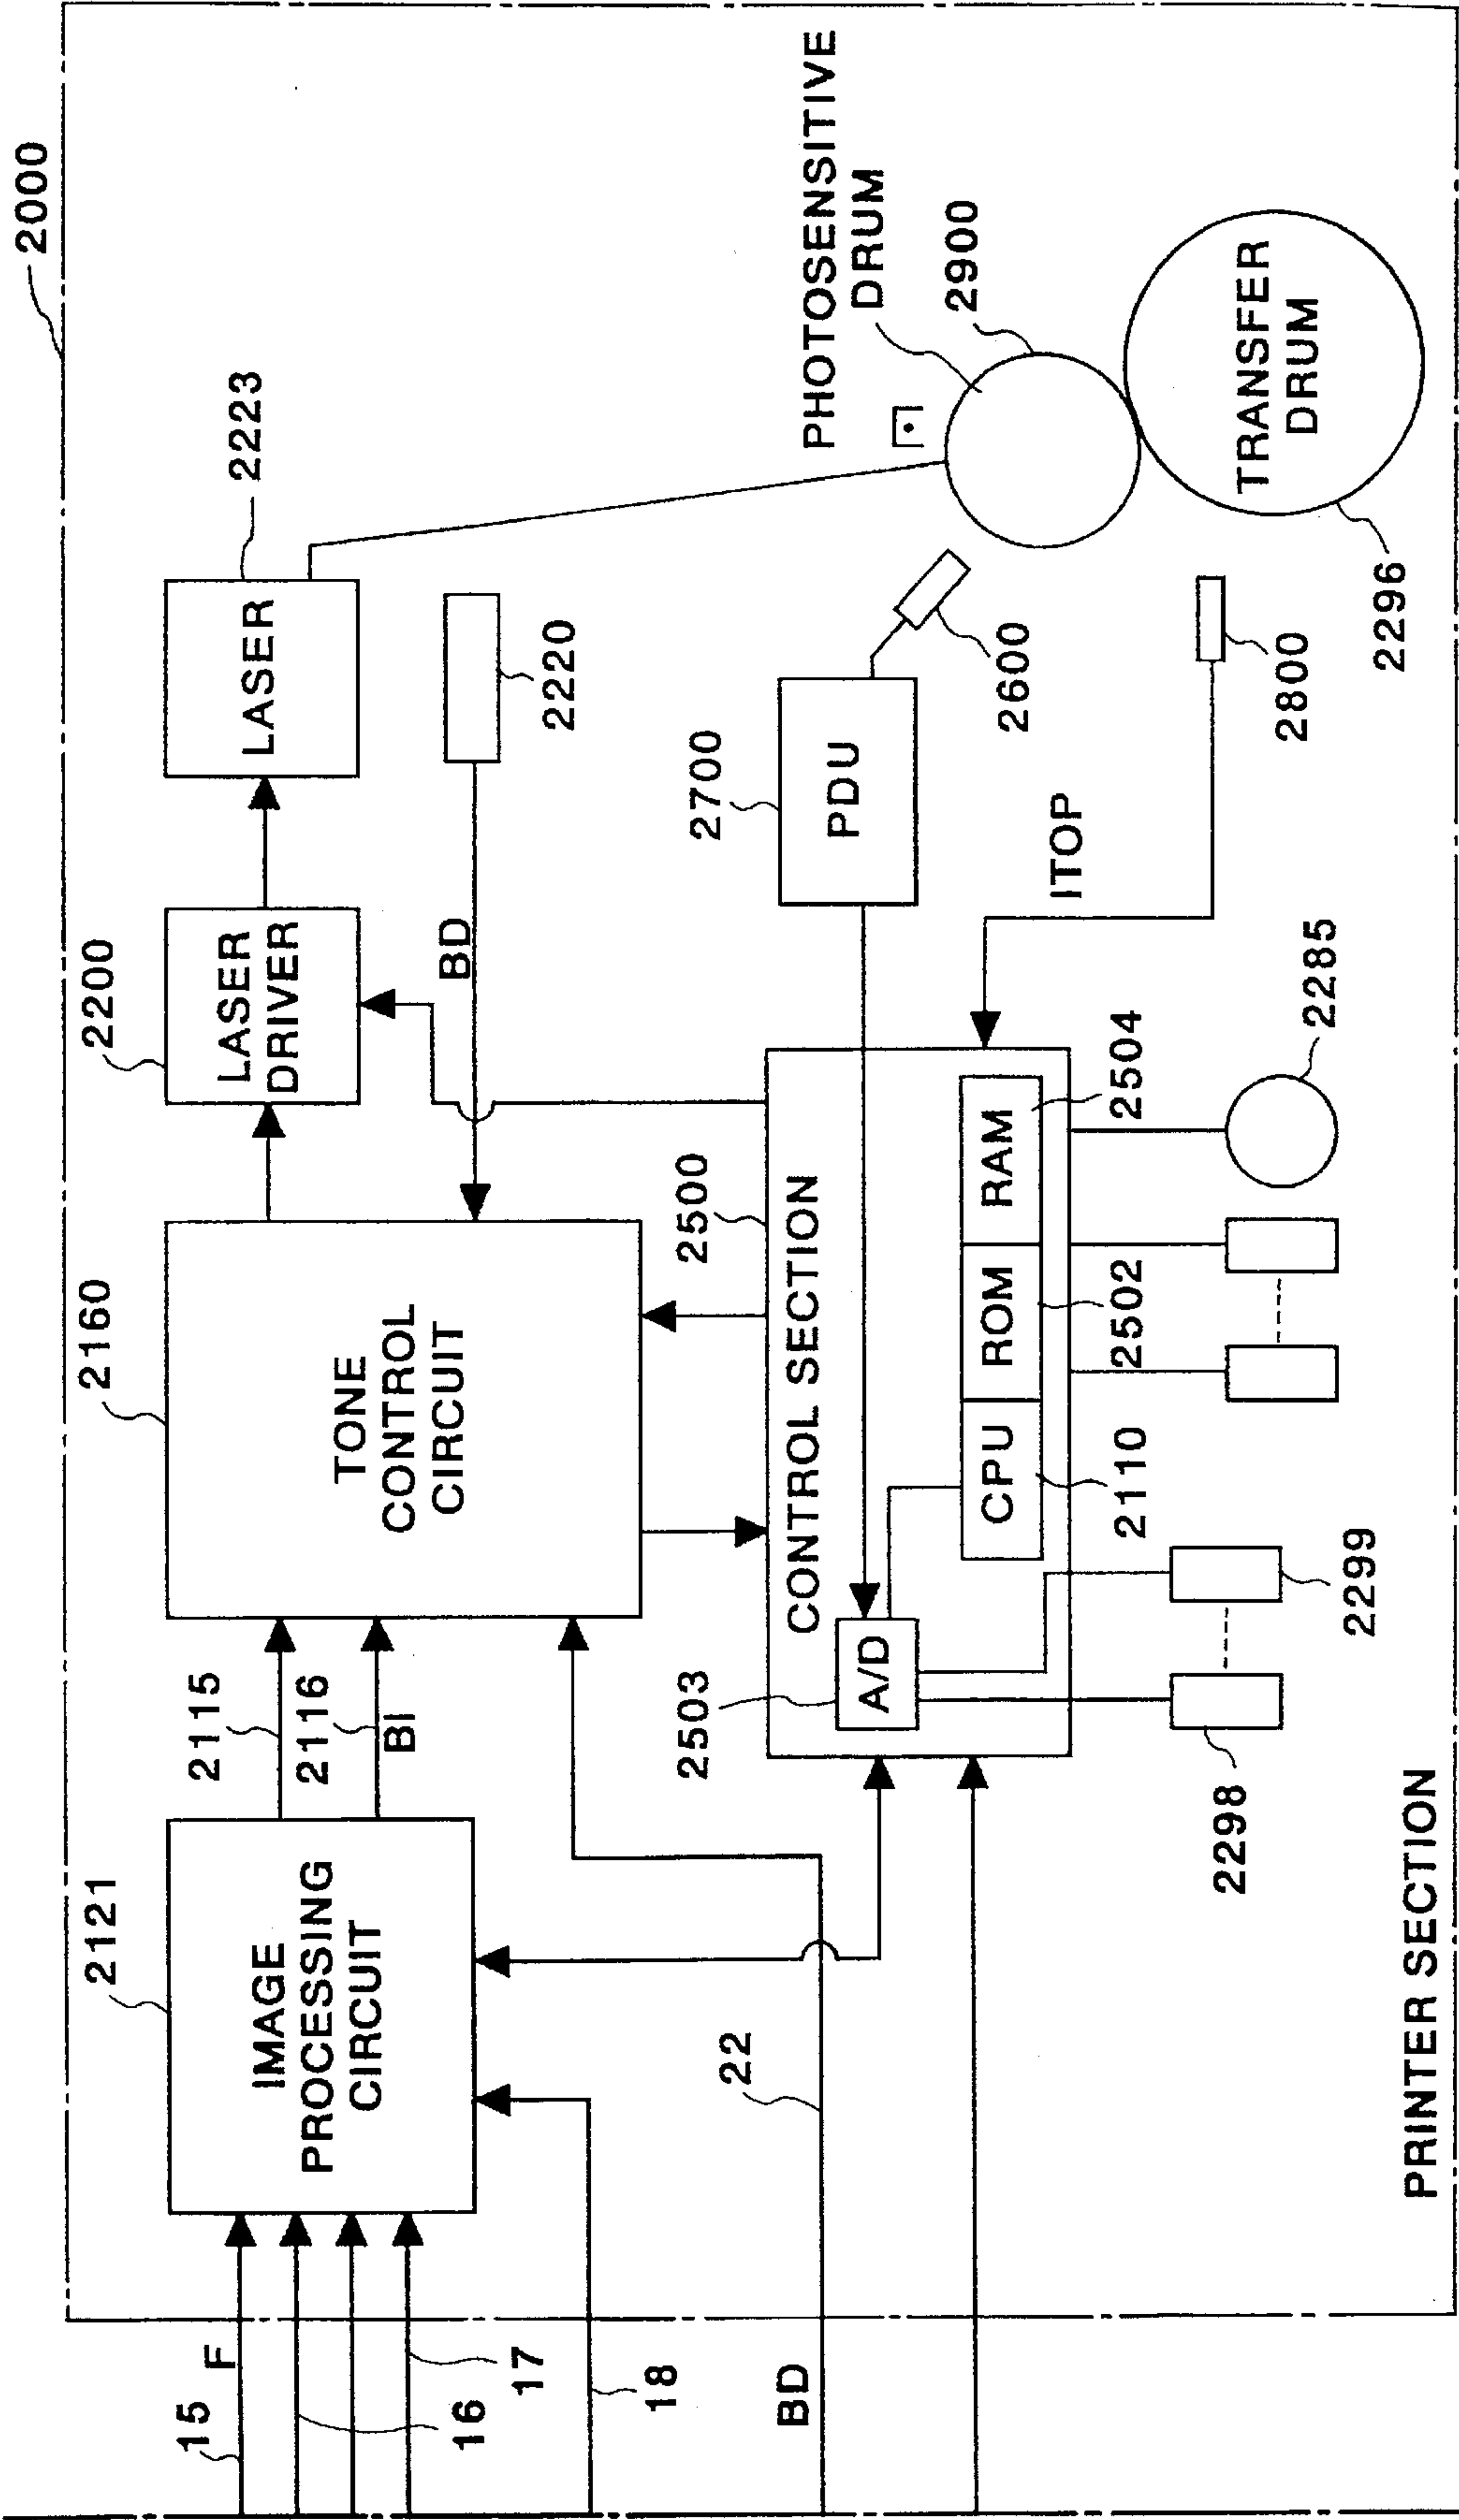 2000
2223
LASER
2220
2200
LASER
DRIVER
BD
2160
TONE
CONTROL
CIRCUIT
2115
2116
BI
2121
IMAGE
PROCESSING
CIRCUIT
15
F
16
17
18
BD
22
PHOTOSENSITIVE
DRUM
2900
TRANSFER
DRUM
2296
2600
2800
2700
PDU
ITOP
2500
CONTROL SECTION
2503
A/D
CPU
ROM
RAM
2504
2502
2110
2285
2299
2298
PRINTER SECTION